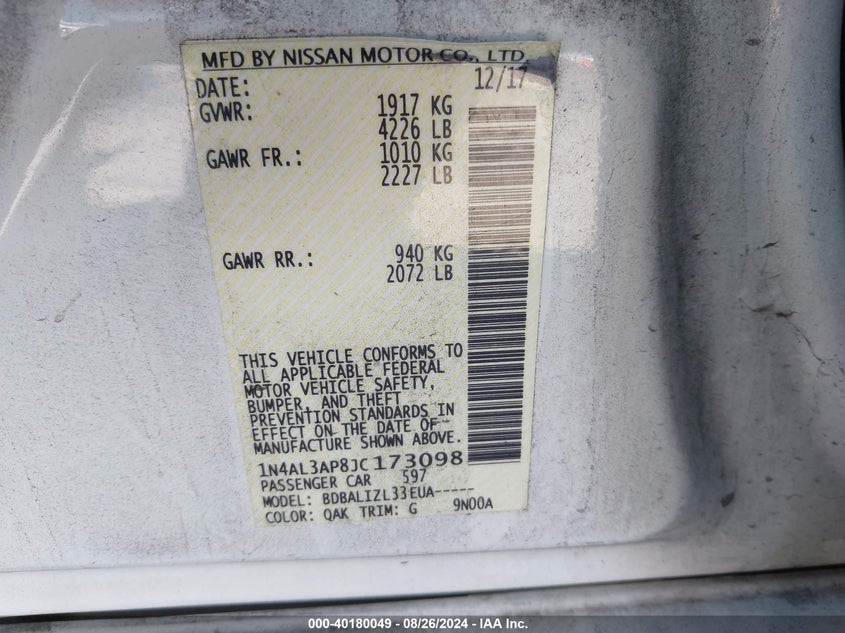 MFD BY NISSAN MOTOR CO., LTD.
DATE: 12/17
GVWR: 1917 KG
4226 LB
GAWR FR.: 1010 KG
2227 LB
GAWR RR.: 940 KG
2072 LB
THIS VEHICLE CONFORMS TO
ALL APPLICABLE FEDERAL
MOTOR VEHICLE SAFETY,
BUMPER, AND THEFT
PREVENTION STANDARDS IN
EFFECT ON THE DATE OF
MANUFACTURE SHOWN ABOVE.
1N4AL3AP8JC173098
PASSENGER CAR 597
MODEL: BDBALIZL33EUA-----
COLOR: QAK TRIM: G 9N00A
000-40180049 - 08/26/2024 - IAA Inc.